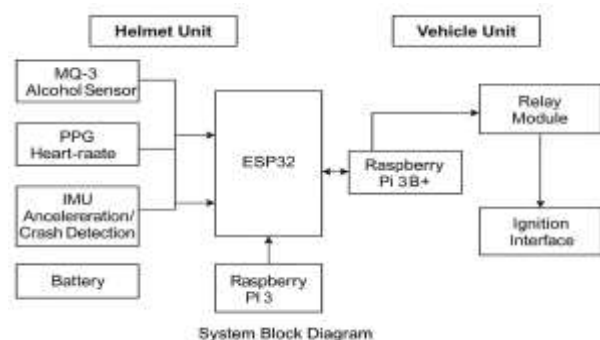 Helmet Unit
Vehicle Unit
MQ-3
Alcohol Sensor
PPG
Heart-raate
IMU
Ancelereration/
Crash Detection
Battery
ESP32
Raspberry
Pi 3
Raspberry
Pi 3B+
Relay
Module
Ignition
Interface
System Block Diagram